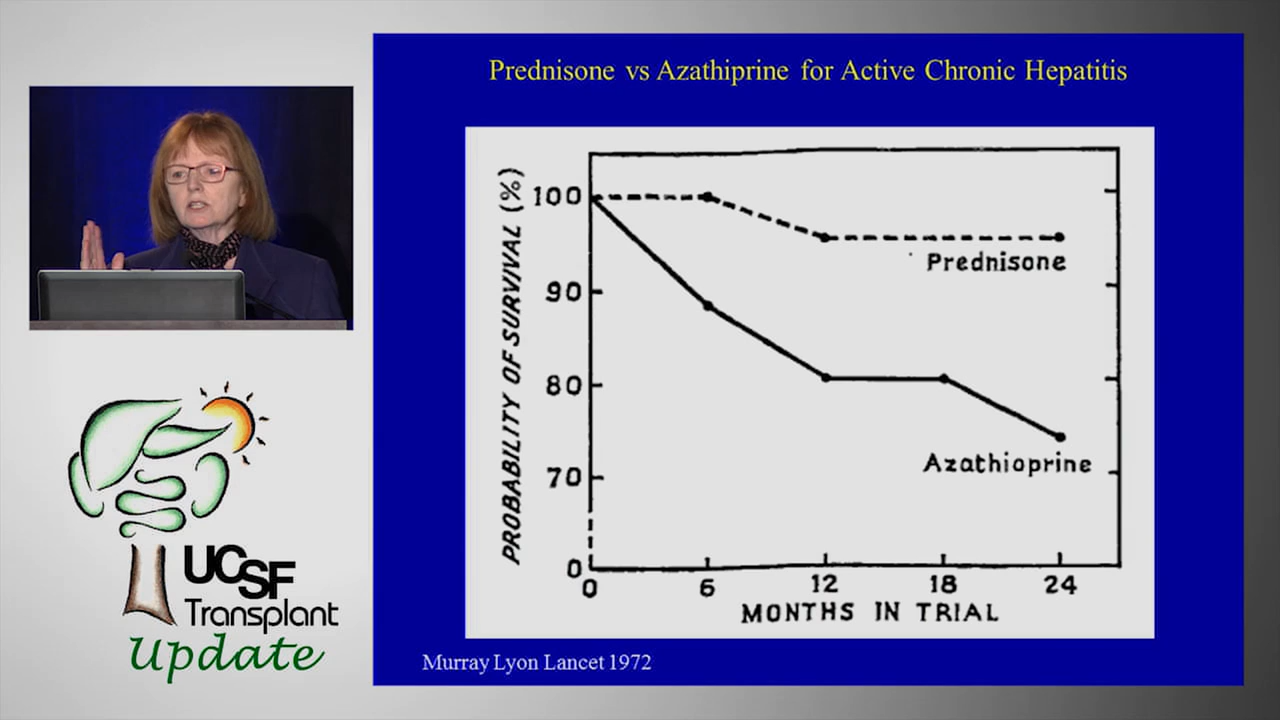 Prednisone vs Azathiprine for Active Chronic Hepatitis
PROBABILITY OF SURVIVAL (%)
100
90
80
70
0
Prednisone
Azathioprine
0 6 12 18 24
MONTHS IN TRIAL
Murray Lyon Lancet 1972
UCSF
Transplant
Update